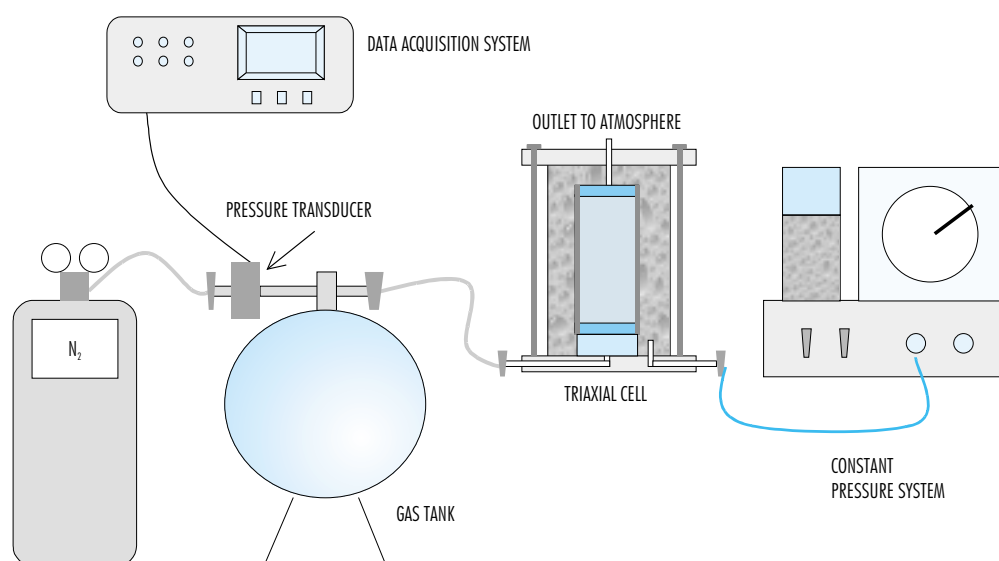 DATA ACQUISITION SYSTEM
OUTLET TO ATMOSPHERE
PRESSURE TRANSDUCER
N₂
TRIAXIAL CELL
CONSTANT
PRESSURE SYSTEM
GAS TANK